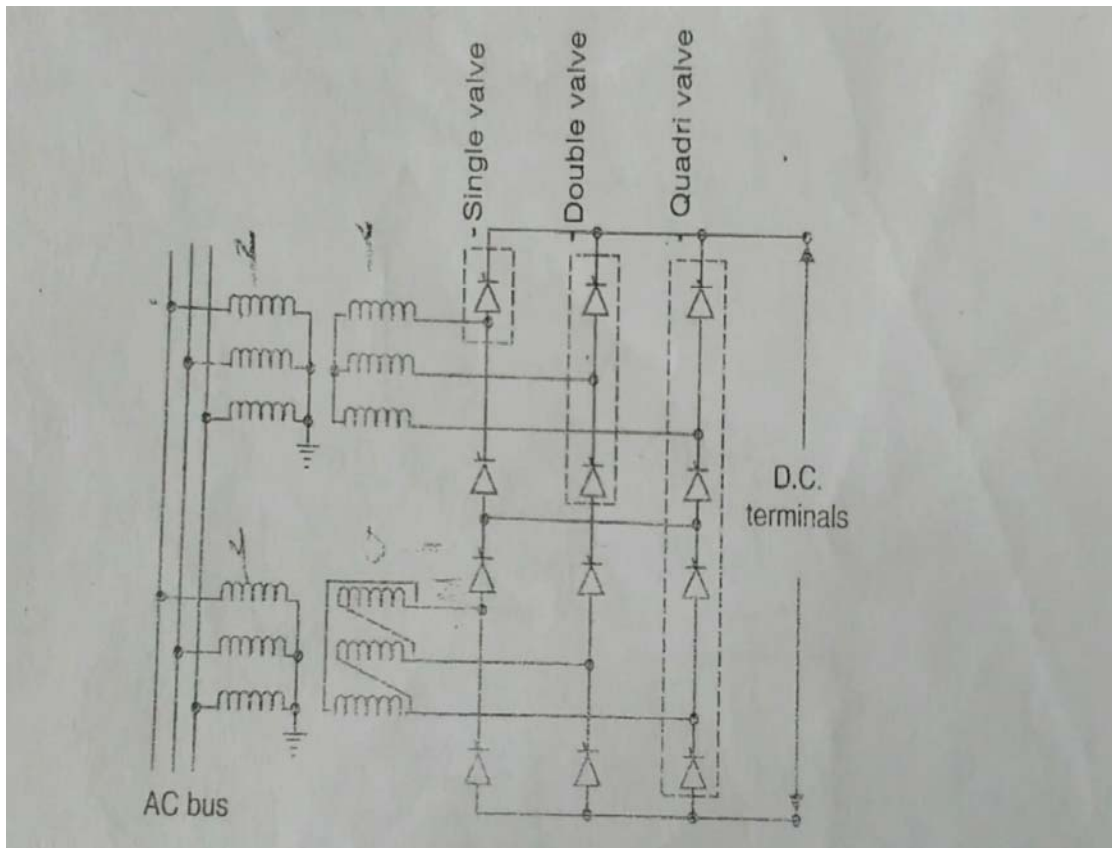 Single valve
Double valve
Quadri valve
D.C.
terminals
AC bus